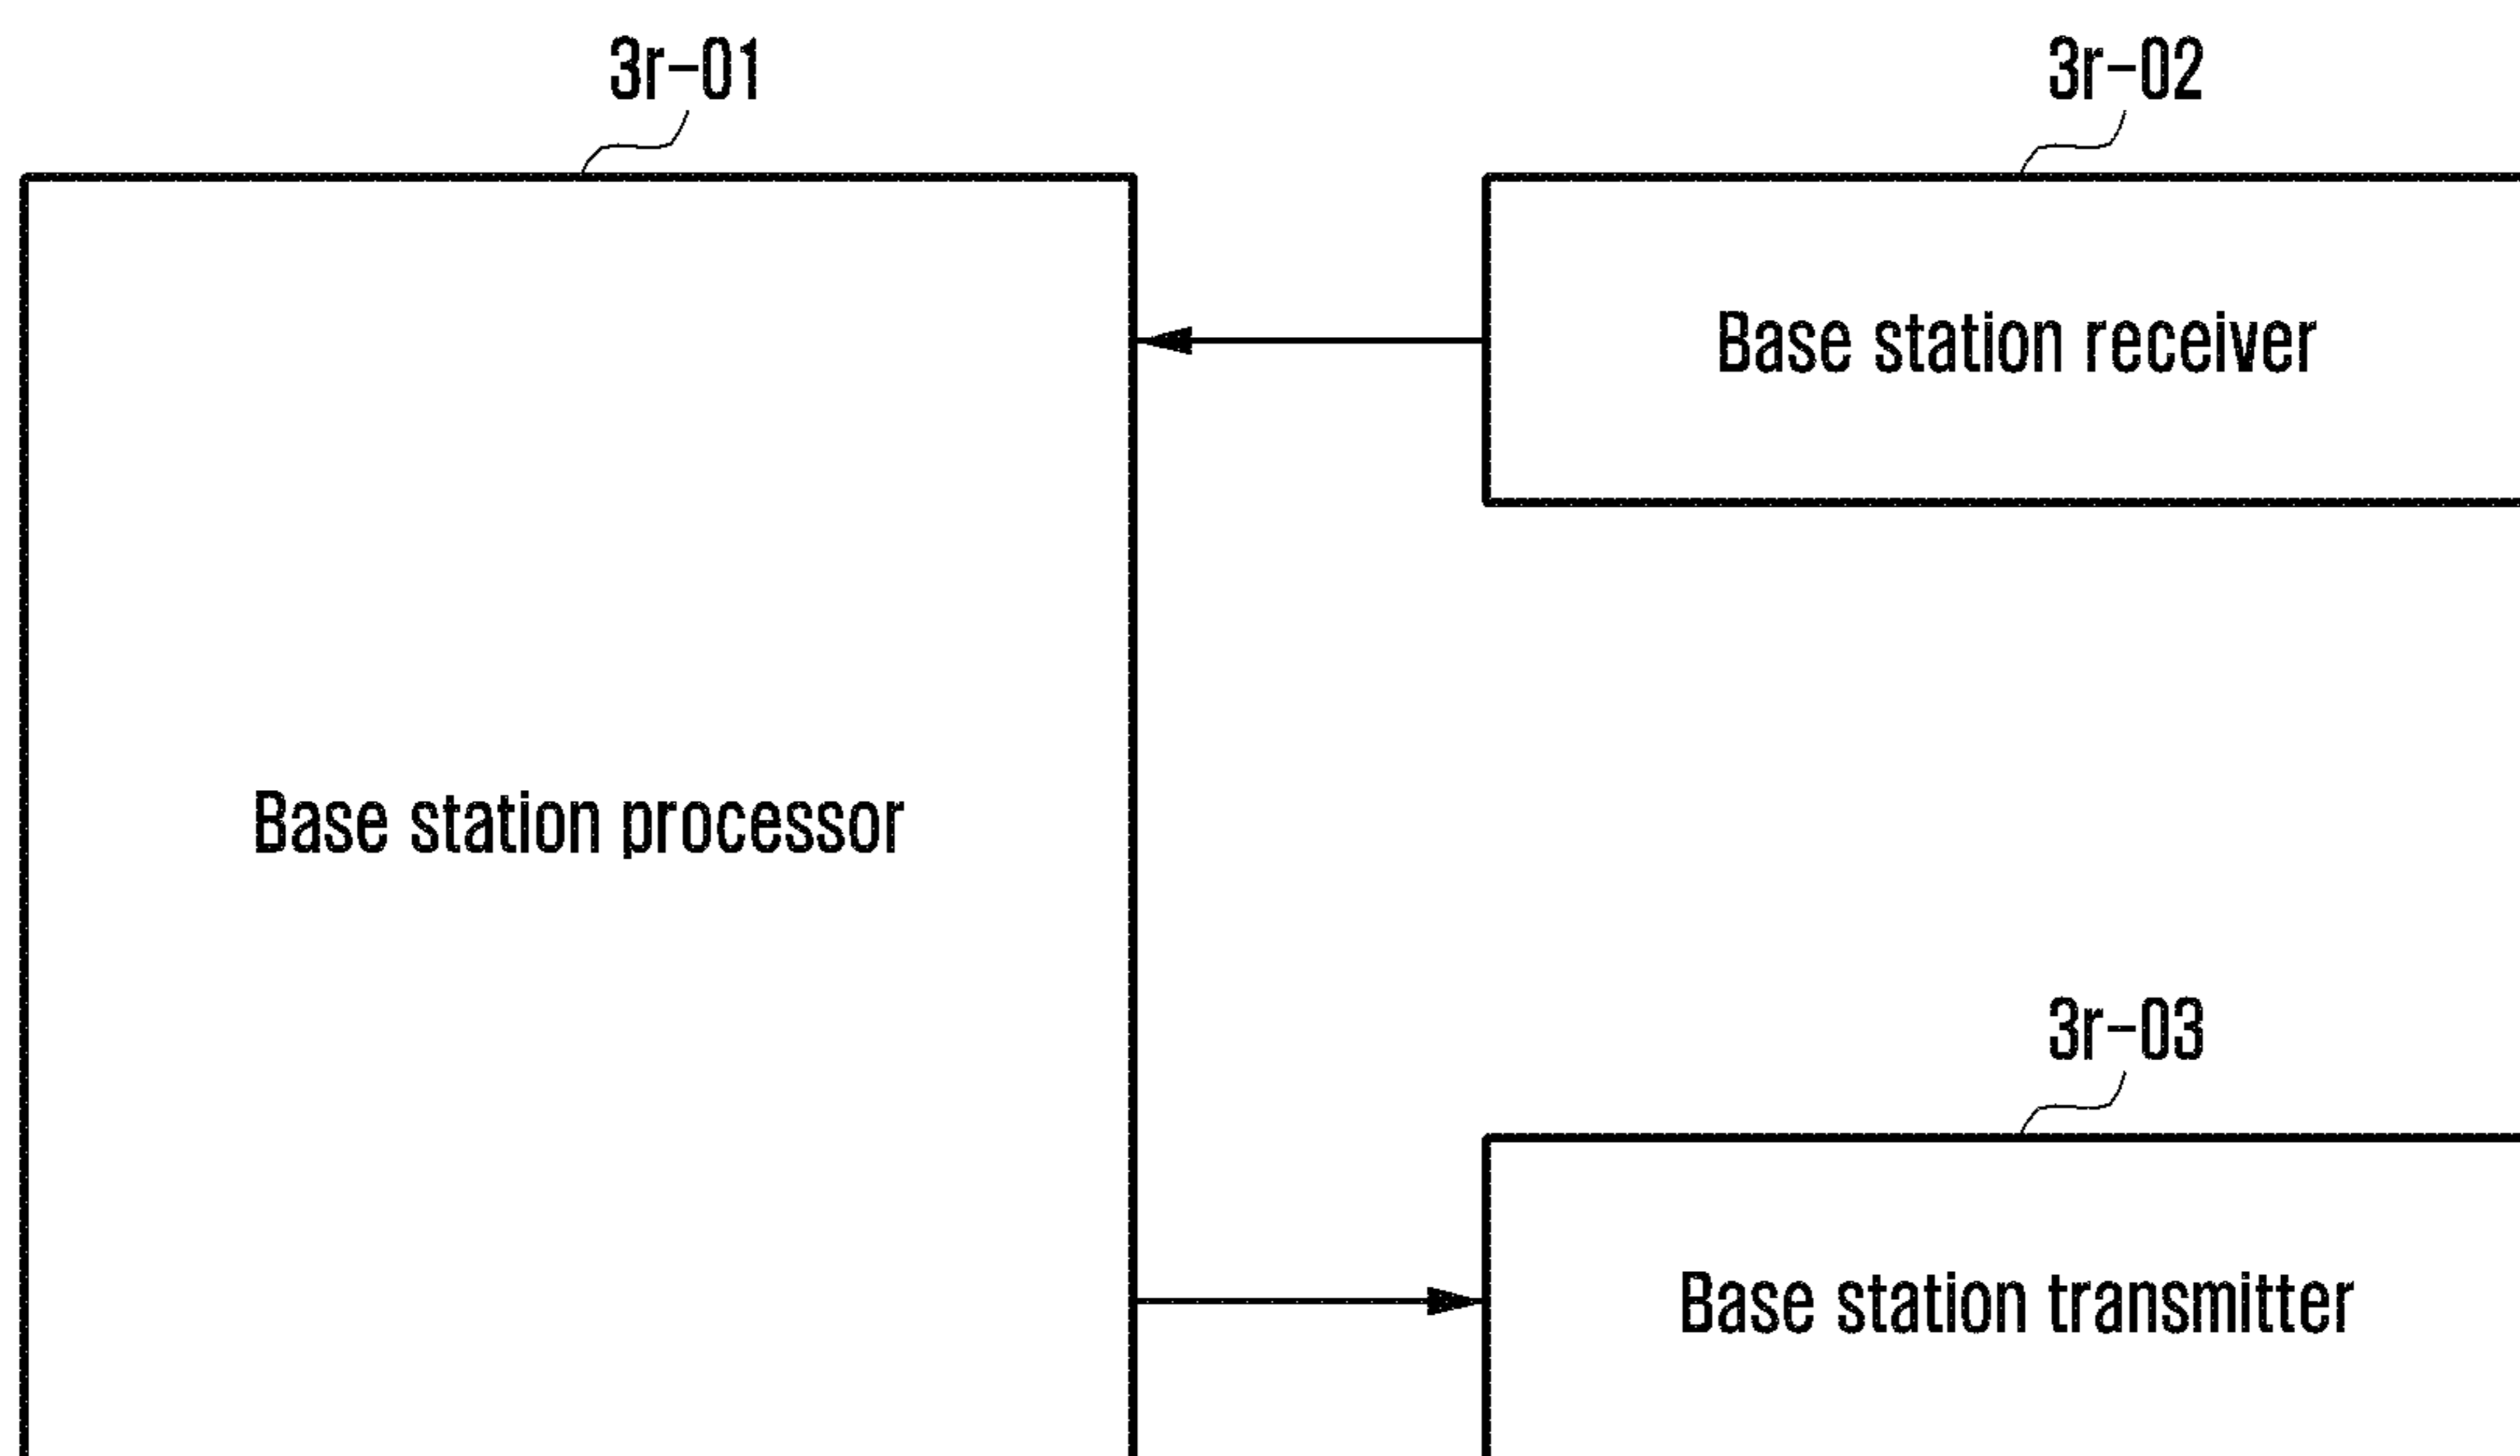 3r-01
3r-02
Base station receiver
Base station processor
3r-03
Base station transmitter